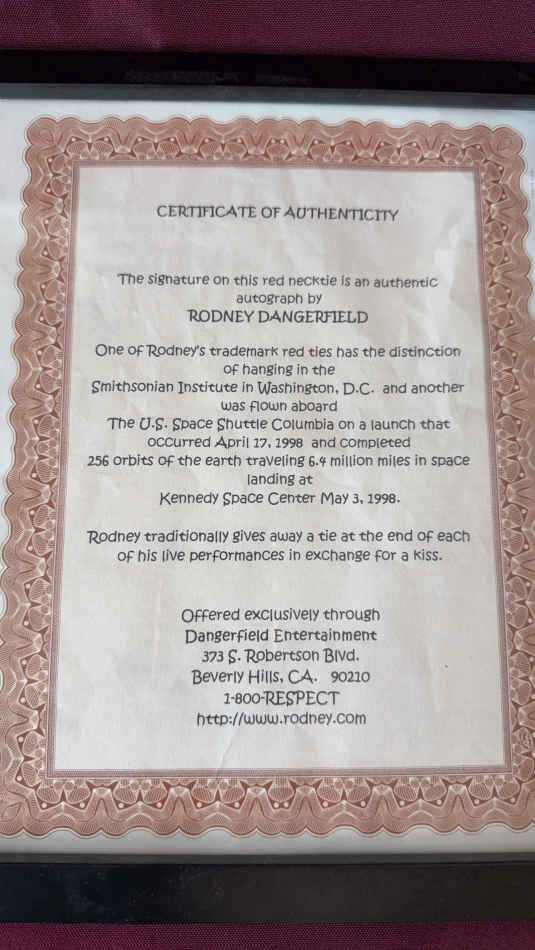 CERTIFICATE OF AUTHENTICITY
The signature on this red necktie is an authentic
autograph by
RODNEY DANGERFIELD
One of Rodney's trademark red ties has the distinction
of hanging in the
Smithsonian Institute in Washington, D.C. and another
was flown aboard
The U.S. Space Shuttle Columbia on a launch that
occurred April 17, 1998 and completed
256 orbits of the earth traveling 6.4 million miles in space
landing at
Kennedy Space Center May 3, 1998.
Rodney traditionally gives away a tie at the end of each
of his live performances in exchange for a kiss.
Offered exclusively through
Dangerfield Entertainment
373 S. Robertson Blvd.
Beverly Hills, CA. 90210
1-800-RESPECT
http://www.rodney.com